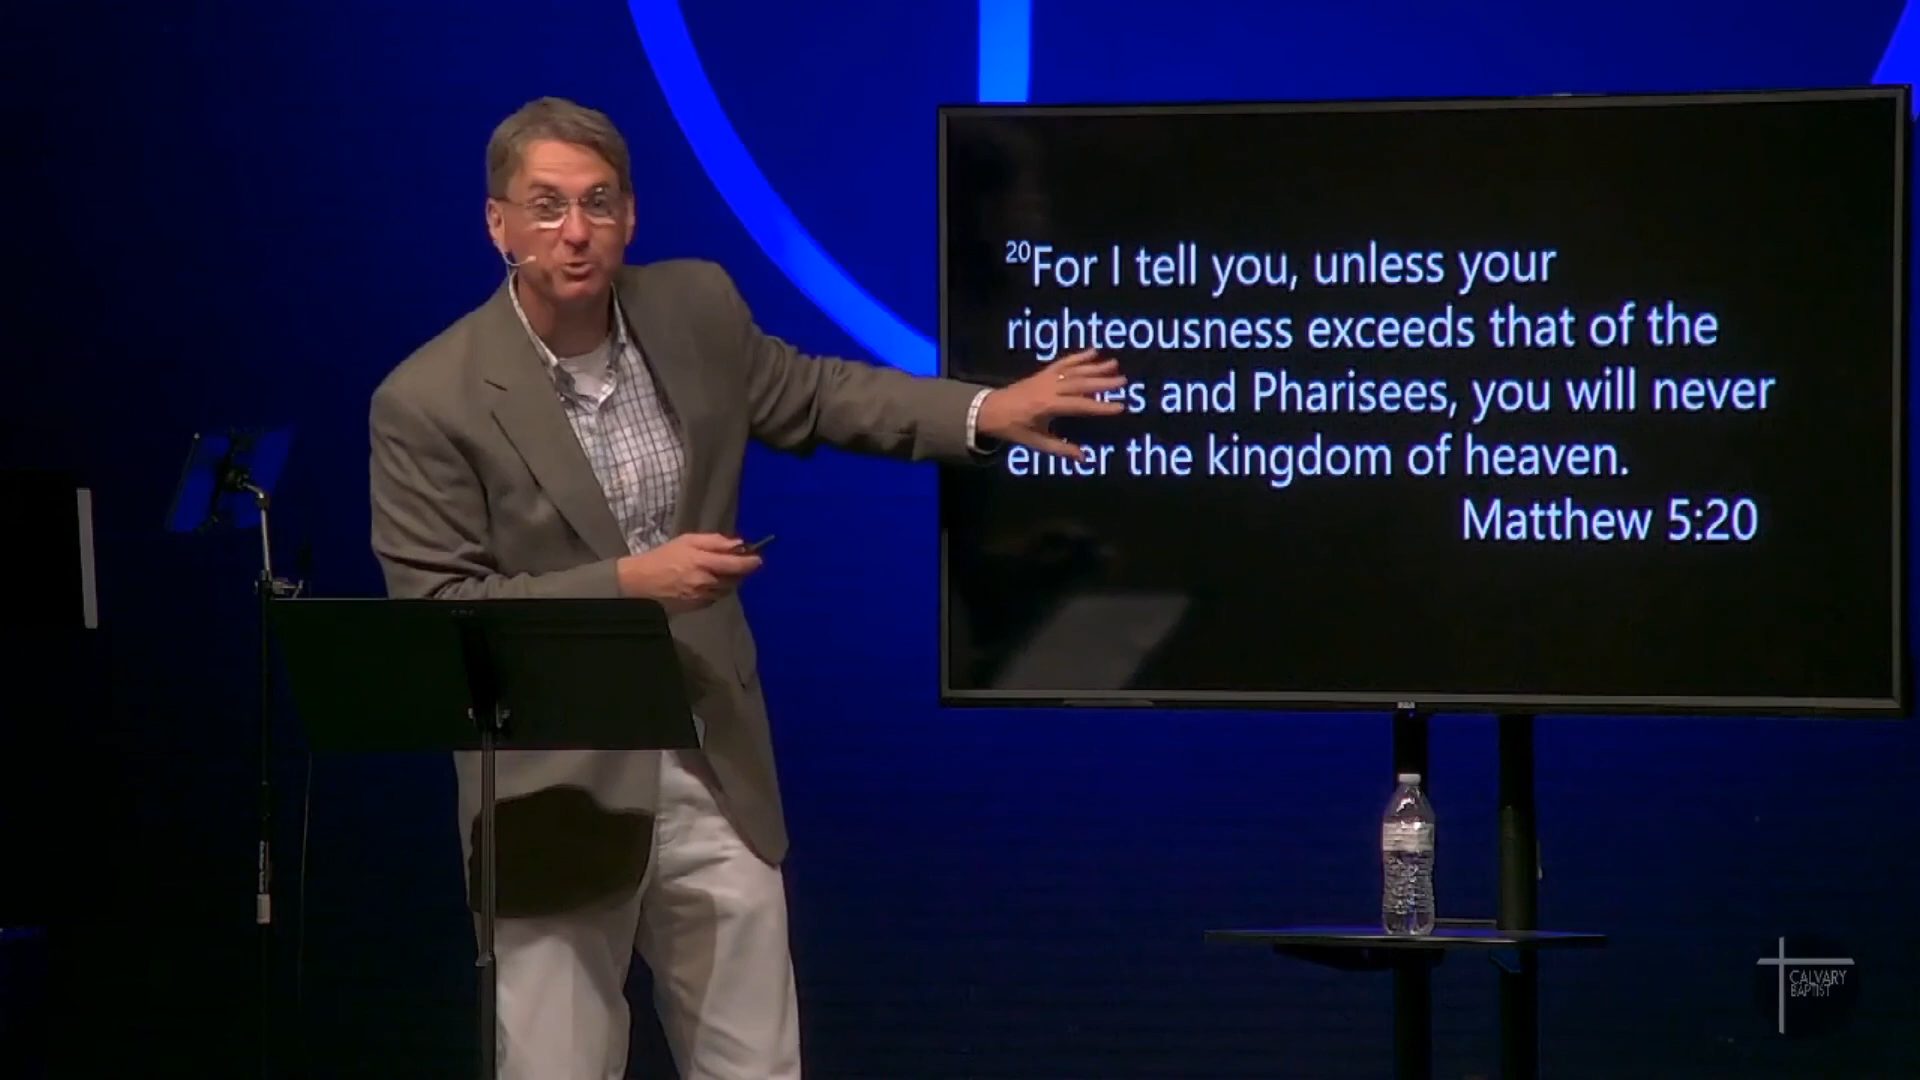 20For I tell you, unless your
righteousness exceeds that of the
and Pharisees, you will never
enter the kingdom of heaven.
Matthew 5:20
CALVARY
BAPTIST